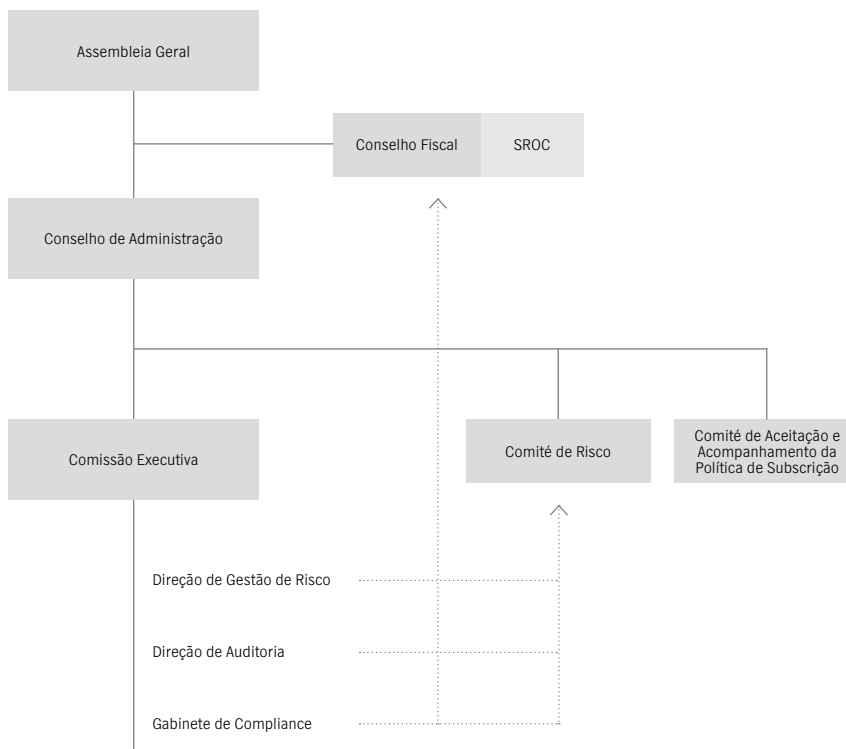 Assembleia Geral
Conselho Fiscal
SROC
Conselho de Administração
Comissão Executiva
Comité de Risco
Comité de Aceitação e
Acompanhamento da
Política de Subscrição
Direção de Gestão de Risco
Direção de Auditoria
Gabinete de Compliance